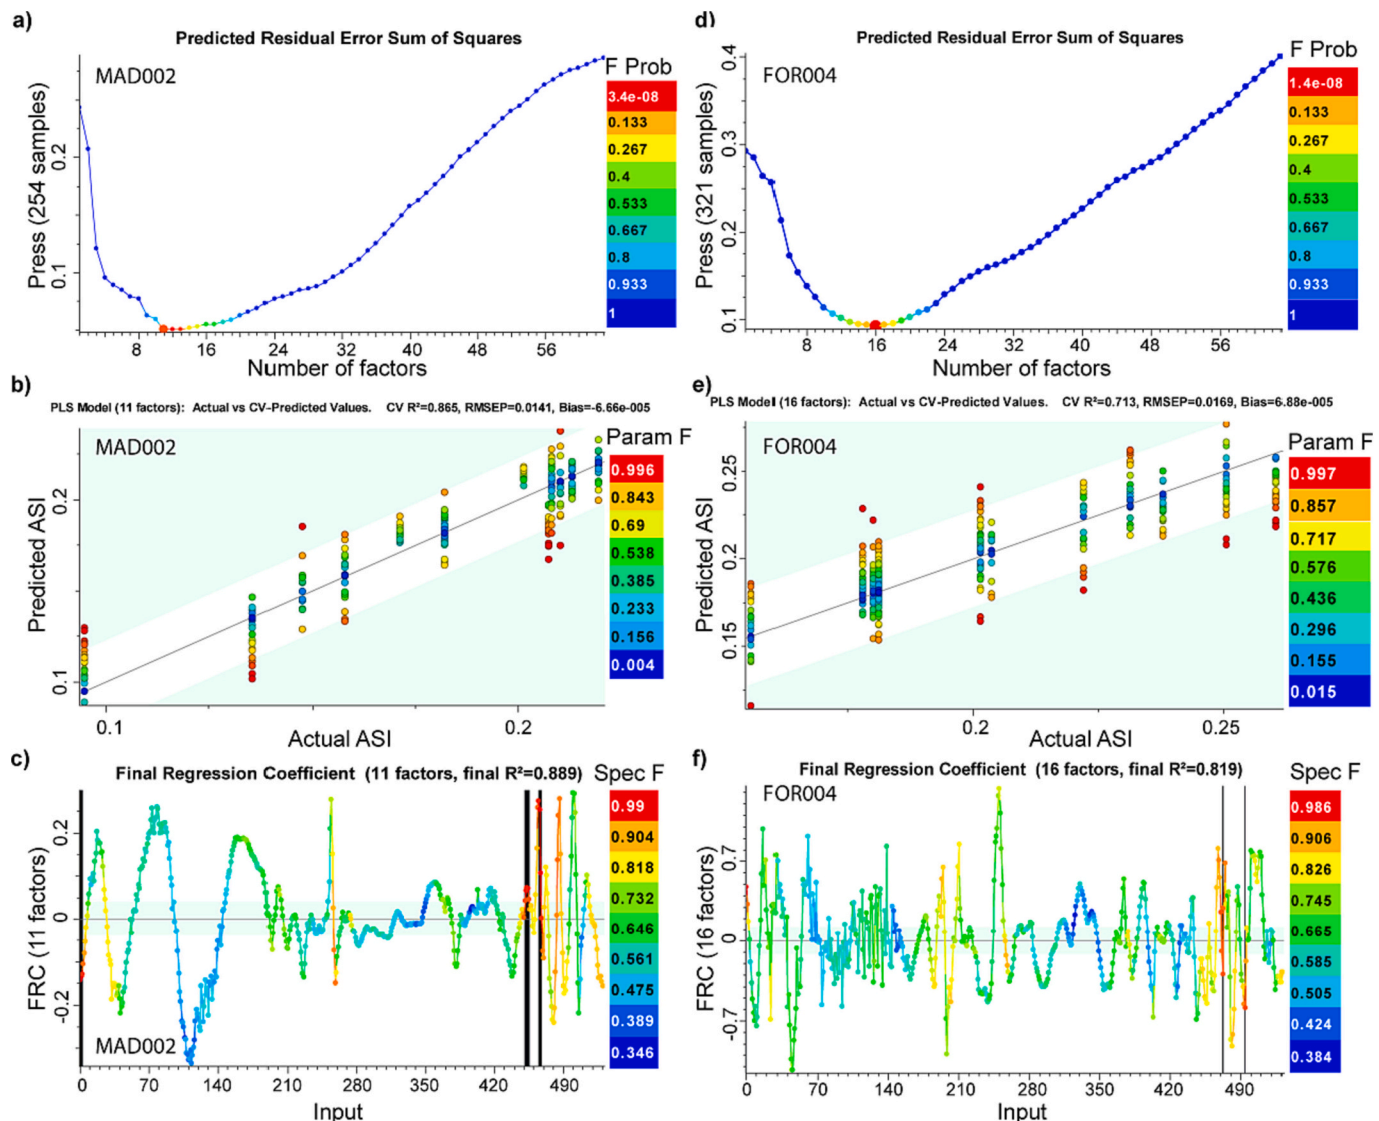 a)
Predicted Residual Error Sum of Squares
MAD002
F Prob
3.4e-08
0.133
0.267
0.4
0.533
0.667
0.8
0.933
1
Press (254 samples)
0.2
0.1
8 16 24 32 40 48 56
Number of factors
d)
Predicted Residual Error Sum of Squares
FOR004
F Prob
1.4e-08
0.133
0.267
0.4
0.533
0.667
0.8
0.933
1
Press (321 samples)
0.4
0.3
0.2
0.1
8 16 24 32 40 48 56
Number of factors
b)
PLS Model (11 factors): Actual vs CV-Predicted Values. CV R²=0.865, RMSEP=0.0141, Bias=-6.66e-005
MAD002
Param F
0.996
0.843
0.69
0.538
0.385
0.233
0.156
0.004
Predicted ASI
0.2
0.1
0.1 0.2
Actual ASI
e)
PLS Model (16 factors): Actual vs CV-Predicted Values. CV R²=0.713, RMSEP=0.0169, Bias=6.88e-005
FOR004
Param F
0.997
0.857
0.717
0.576
0.436
0.296
0.155
0.015
Predicted ASI
0.25
0.2
0.15
0.2 0.25
Actual ASI
c)
Final Regression Coefficient (11 factors, final R²=0.889)
Spec F
0.99
0.904
0.818
0.732
0.646
0.561
0.475
0.389
0.346
FRC (11 factors)
0.2
0
-0.2
MAD002
0 70 140 210 280 350 420 490
Input
f)
Final Regression Coefficient (16 factors, final R²=0.819)
FOR004
Spec F
0.986
0.906
0.826
0.745
0.665
0.585
0.505
0.424
0.384
FRC (16 factors)
0.7
0
-0.7
0 70 140 210 280 350 420 490
Input